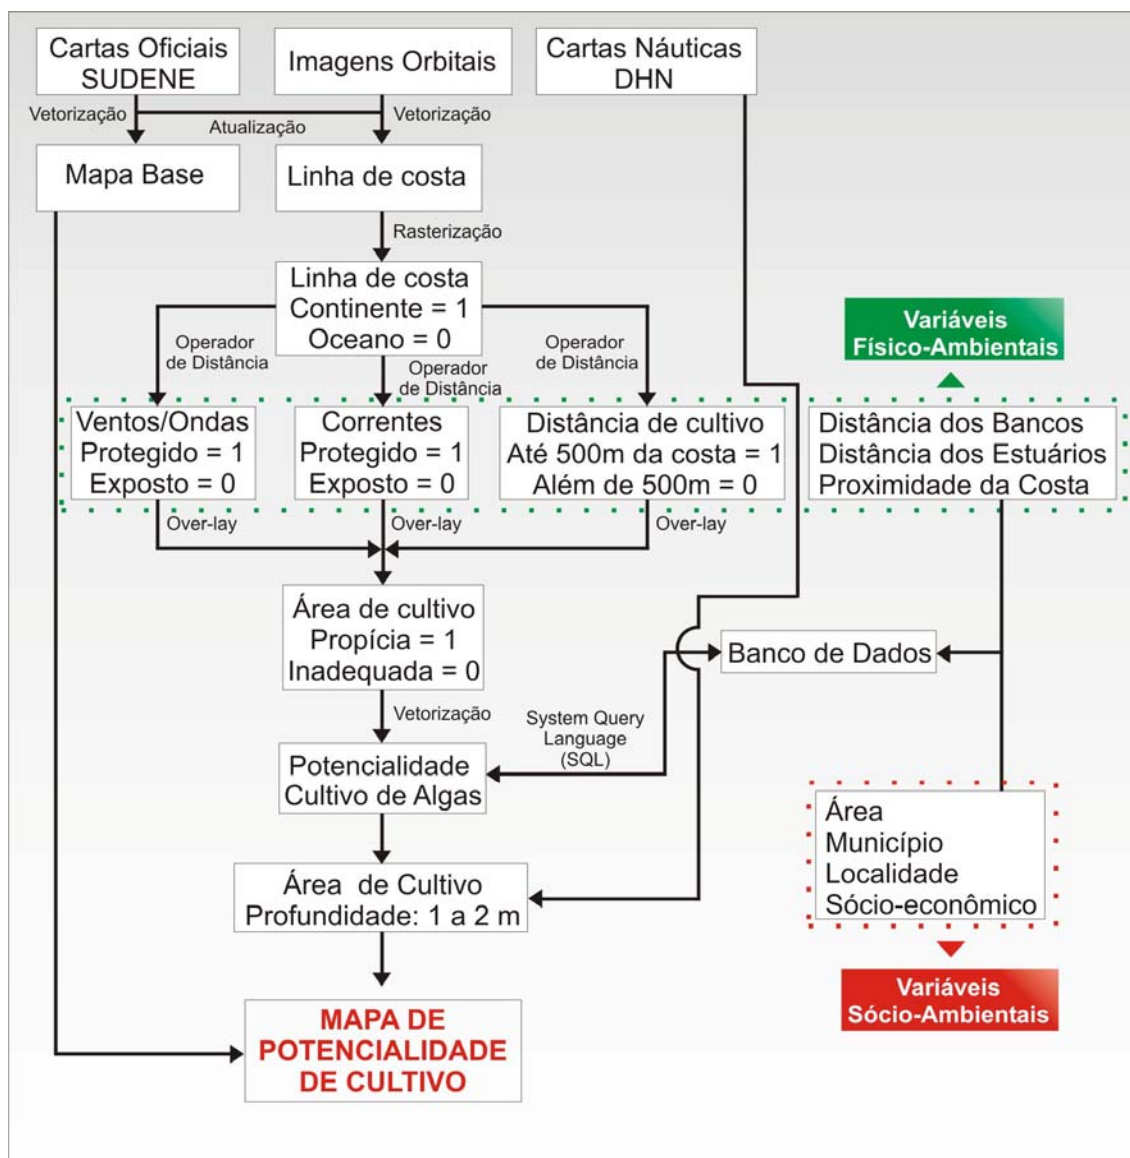 Cartas Oficiais
SUDENE
Imagens Orbitais
Cartas Náuticas
DHN
Vetorização
Atualização
Vetorização
Mapa Base
Linha de costa
Rasterização
Linha de costa
Continente = 1
Oceano = 0
Operador
de Distância
Operador
de Distância
Operador
de Distância
Variáveis
Físico-Ambientais
Ventos/Ondas
Protegido = 1
Exposto = 0
Correntes
Protegido = 1
Exposto = 0
Distância de cultivo
Até 500m da costa = 1
Além de 500m = 0
Distância dos Bancos
Distância dos Estuários
Proximidade da Costa
Over-lay
Over-lay
Over-lay
Área de cultivo
Propícia = 1
Inadequada = 0
Banco de Dados
Vetorização
System Query
Language
(SQL)
Potencialidade
Cultivo de Algas
Área
Município
Localidade
Sócio-econômico
Área de Cultivo
Profundidade: 1 a 2 m
Variáveis
Sócio-Ambientais
MAPA DE
POTENCIALIDADE
DE CULTIVO